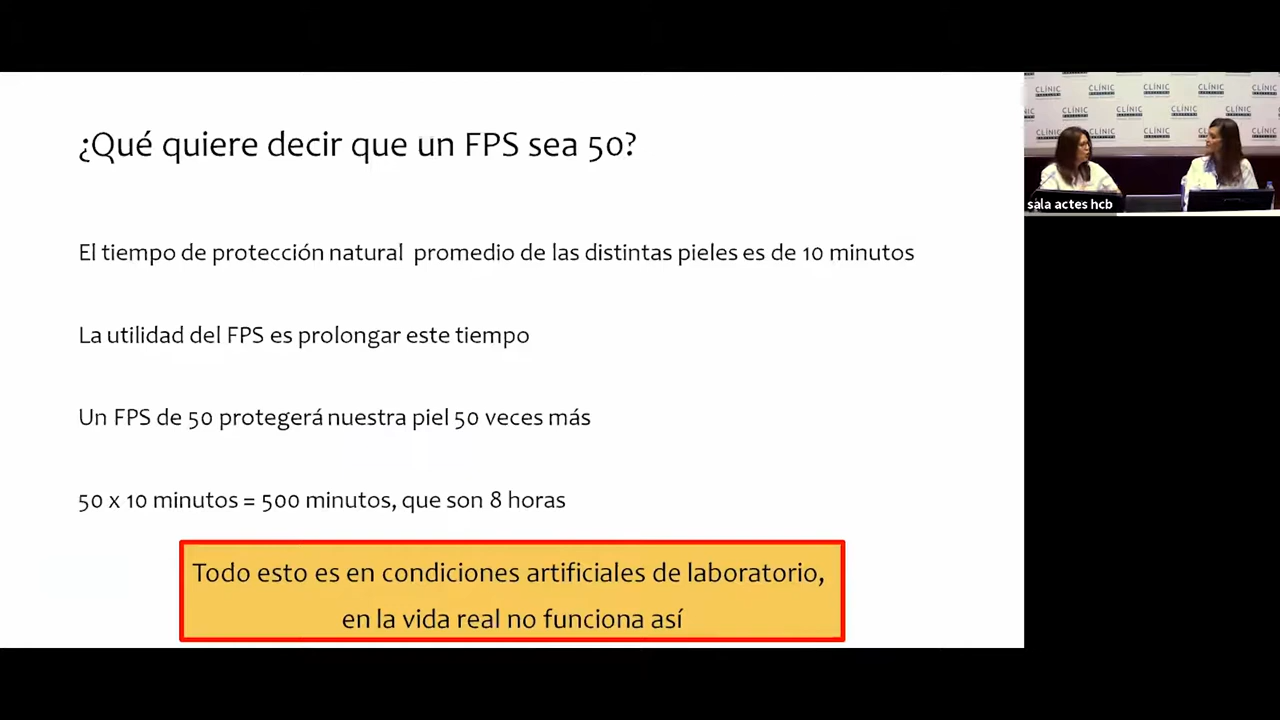 ¿Qué quiere decir que un FPS sea 50?
El tiempo de protección natural promedio de las distintas pieles es de 10 minutos
La utilidad del FPS es prolongar este tiempo
Un FPS de 50 protegerá nuestra piel 50 veces más
50 x 10 minutos = 500 minutos, que son 8 horas
Todo esto es en condiciones artificiales de laboratorio,
en la vida real no funciona así
CLÍNIC
BARCELONA
sala actes hcb